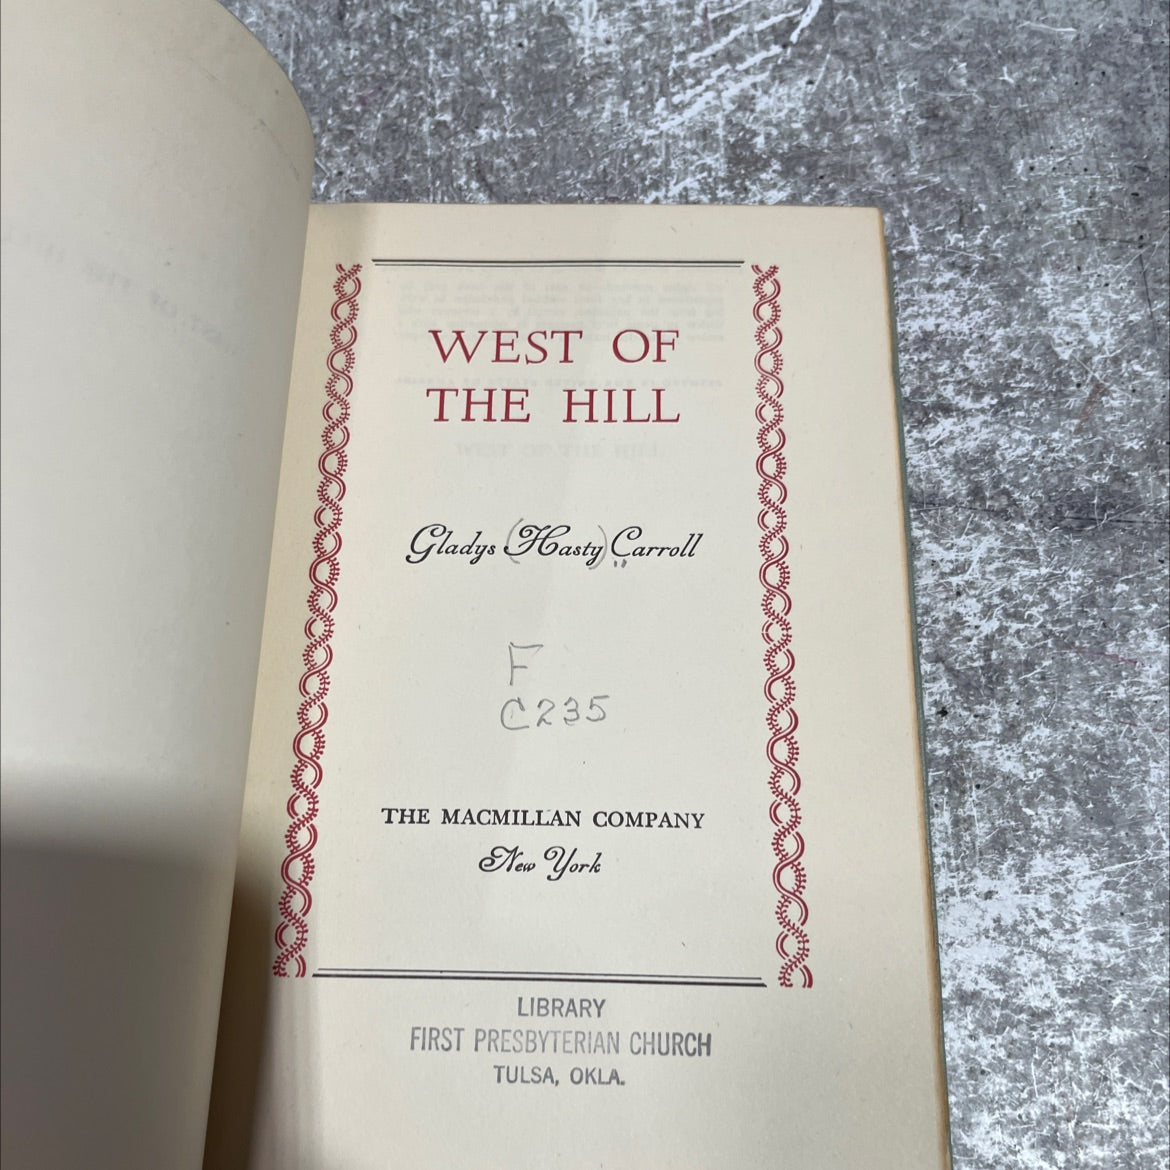 WEST OF
THE HILL
Gladys (Hasty) Carroll
F
C235
THE MACMILLAN COMPANY
New York
LIBRARY
FIRST PRESBYTERIAN CHURCH
TULSA, OKLA.